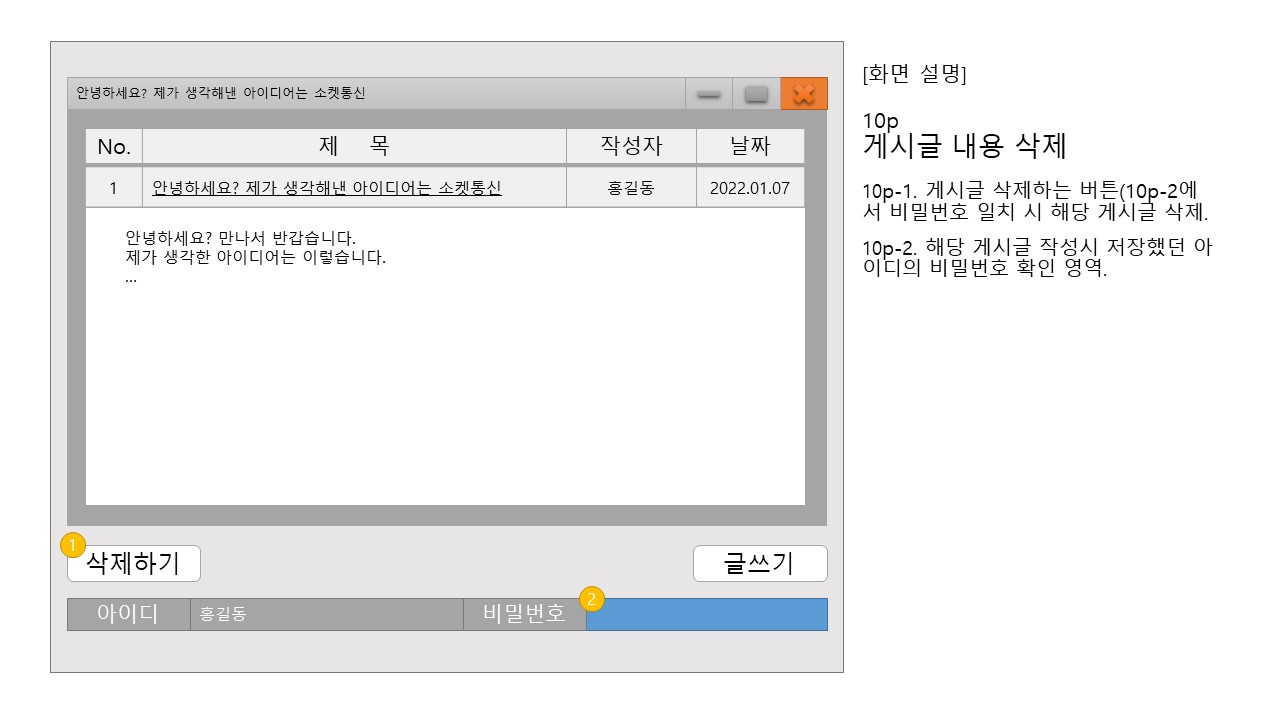 안녕하세요? 제가 생각해낸 아이디어는 소켓통신
No. 제 목 작성자 날짜
1 안녕하세요? 제가 생각해낸 아이디어는 소켓통신 홍길동 2022.01.07
안녕하세요? 만나서 반갑습니다.
제가 생각한 아이디어는 이렇습니다.
...
1
삭제하기 글쓰기
아이디 홍길동 비밀번호 2
[화면 설명]
10p
게시글 내용 삭제
10p-1. 게시글 삭제하는 버튼(10p-2에
서 비밀번호 일치 시 해당 게시글 삭제.
10p-2. 해당 게시글 작성시 저장했던 아
이디의 비밀번호 확인 영역.